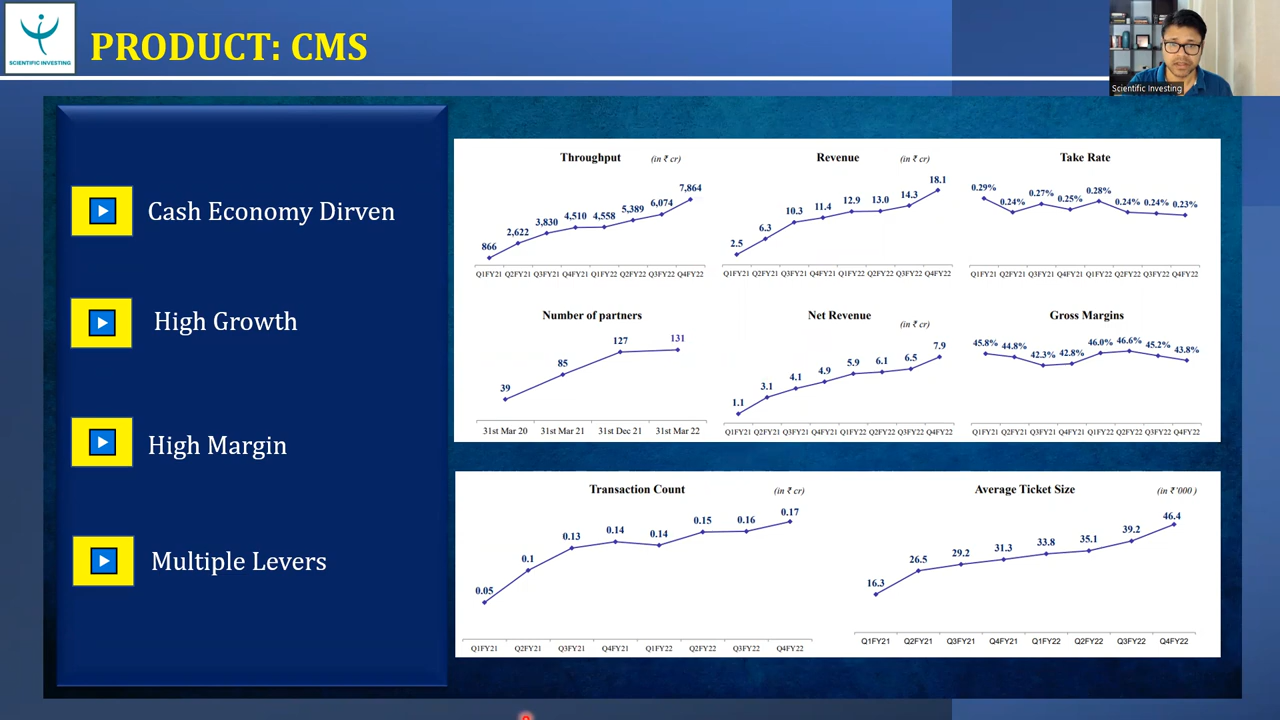 SCIENTIFIC INVESTING
PRODUCT: CMS
Scientific Investing
Cash Economy Dirven
High Growth
High Margin
Multiple Levers
Throughput (in ₹ cr)
866 2,622 3,830 4,510 4,558 5,389 6,074 7,864
Q1FY21 Q2FY21 Q3FY21 Q4FY21 Q1FY22 Q2FY22 Q3FY22 Q4FY22
Revenue (in ₹ cr)
2.5 6.3 10.3 11.4 12.9 13.0 14.3 18.1
Q1FY21 Q2FY21 Q3FY21 Q4FY21 Q1FY22 Q2FY22 Q3FY22 Q4FY22
Take Rate
0.29% 0.24% 0.27% 0.25% 0.28% 0.24% 0.24% 0.23%
Q1FY21 Q2FY21 Q3FY21 Q4FY21 Q1FY22 Q2FY22 Q3FY22 Q4FY22
Number of partners
39 85 127 131
31st Mar 20 31st Mar 21 31st Dec 21 31st Mar 22
Net Revenue (in ₹ cr)
1.1 3.1 4.1 4.9 5.9 6.1 6.5 7.9
Q1FY21 Q2FY21 Q3FY21 Q4FY21 Q1FY22 Q2FY22 Q3FY22 Q4FY22
Gross Margins
45.8% 44.8% 42.3% 42.8% 46.0% 46.6% 45.2% 43.8%
Q1FY21 Q2FY21 Q3FY21 Q4FY21 Q1FY22 Q2FY22 Q3FY22 Q4FY22
Transaction Count (in ₹ cr)
0.05 0.1 0.13 0.14 0.14 0.15 0.16 0.17
Q1FY21 Q2FY21 Q3FY21 Q4FY21 Q1FY22 Q2FY22 Q3FY22 Q4FY22
Average Ticket Size (in ₹'000 )
16.3 26.5 29.2 31.3 33.8 35.1 39.2 46.4
Q1FY21 Q2FY21 Q3FY21 Q4FY21 Q1FY22 Q2FY22 Q3FY22 Q4FY22